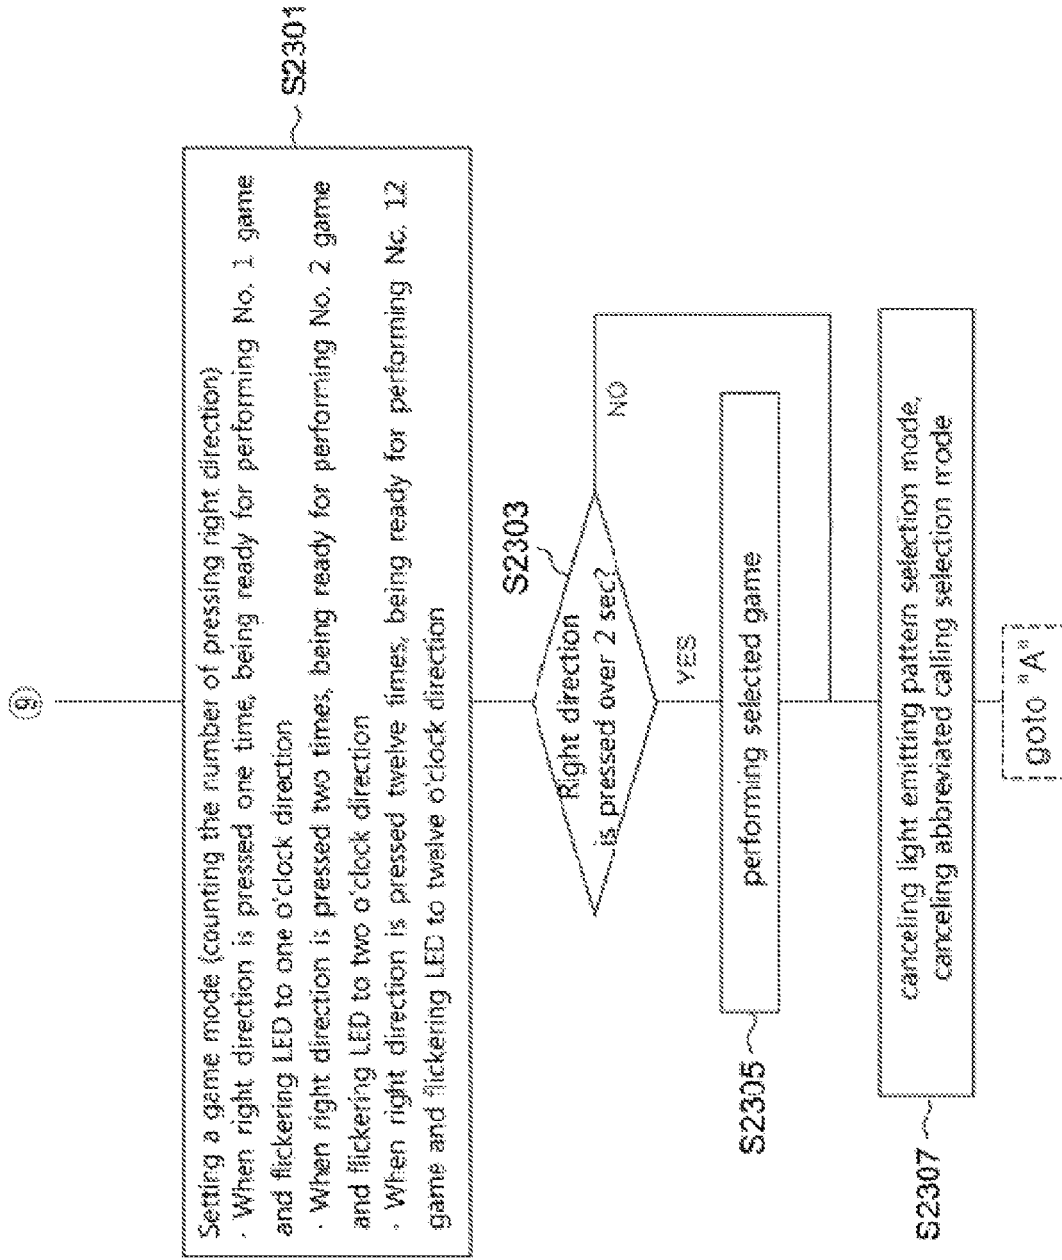 ⑨
S2301
Setting a game mode (counting the number of pressing right direction)
· When right direction is pressed one time, being ready for performing No. 1 game
and flickering LED to one o'clock direction
· When right direction is pressed two times, being ready for performing No. 2 game
and flickering LED to two o'clock direction
· When right direction is pressed twelve times, being ready for performing No. 12
game and flickering LED to twelve o'clock direction
S2303
Right direction
is pressed over 2 sec?
NO
YES
S2305
performing selected game
S2307
canceling light emitting pattern selection mode,
canceling abbreviated calling selection mode
goto "A"